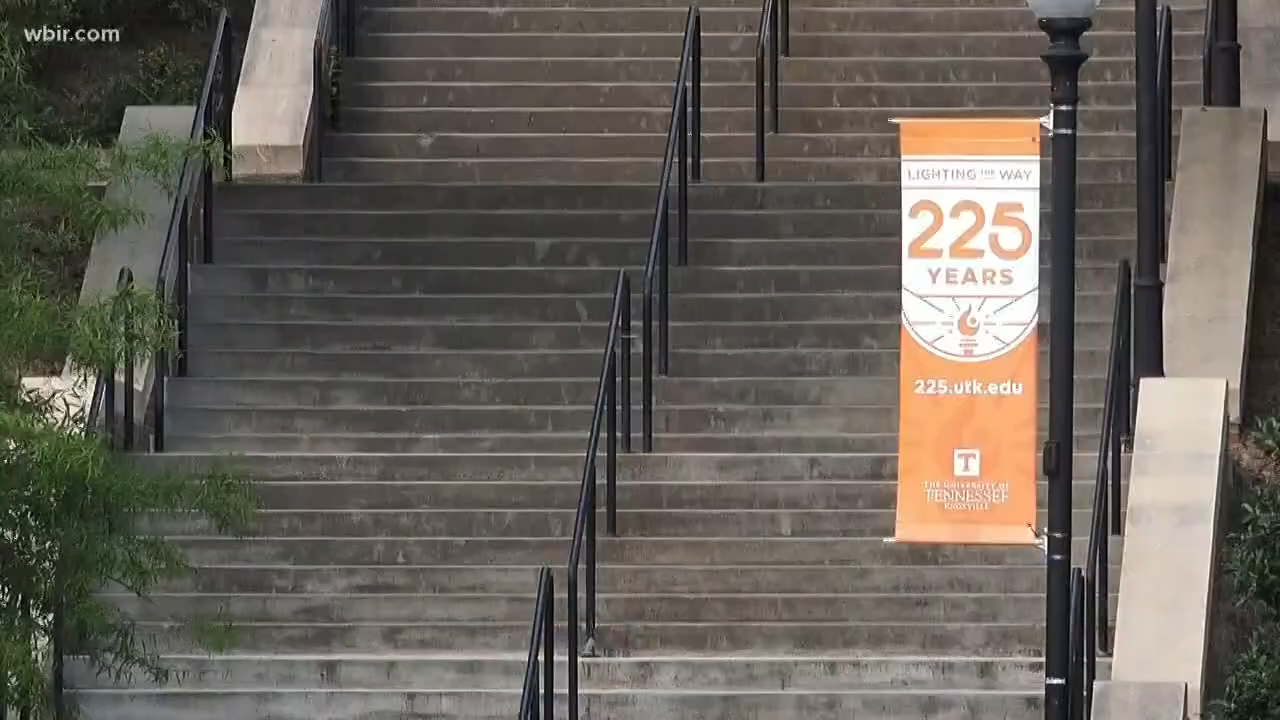 wbir.com
LIGHTING THE WAY
225
YEARS
225.utk.edu
T
THE UNIVERSITY OF
TENNESSEE
KNOXVILLE